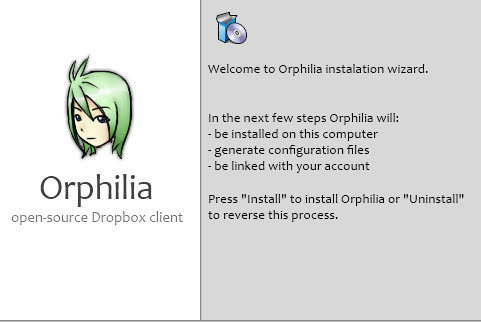 Orphilia
open-source Dropbox client
Welcome to Orphilia instalation wizard.
In the next few steps Orphilia will:
- be installed on this computer
- generate configuration files
- be linked with your account
Press "Install" to install Orphilia or "Uninstall"
to reverse this process.